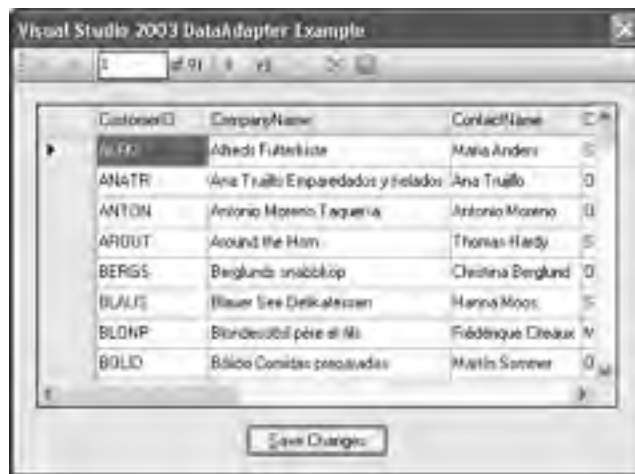 Visual Studio 2003 DataAdapter Example
1 of 91
CustomerID CompanyName ContactName
Alfreds Futterkiste Maria Anders
ANATR Ana Trujillo Emparedados y helados Ana Trujillo
ANTON Antonio Moreno Taquería Antonio Moreno
AROUT Around the Horn Thomas Hardy
BERGS Berglunds snabbköp Christina Berglund
BLAUS Blauer See Delikatessen Hanna Moos
BLONP Blondesddsl père et fils Frédérique Citeaux
BOLID Bólido Comidas preparadas Martín Sommer
Save Changes